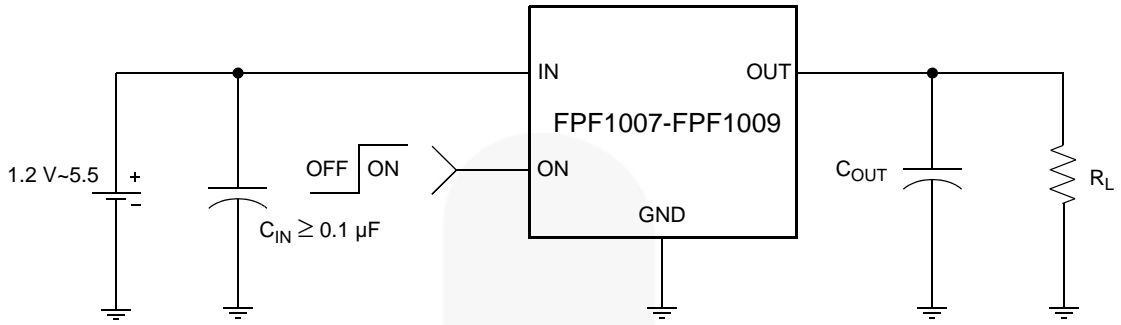 IN
OUT
FPF1007-FPF1009
OFF
ON
ON
1.2 V~5.5
+
-
C_OUT
R_L
GND
C_IN ≥ 0.1 µF